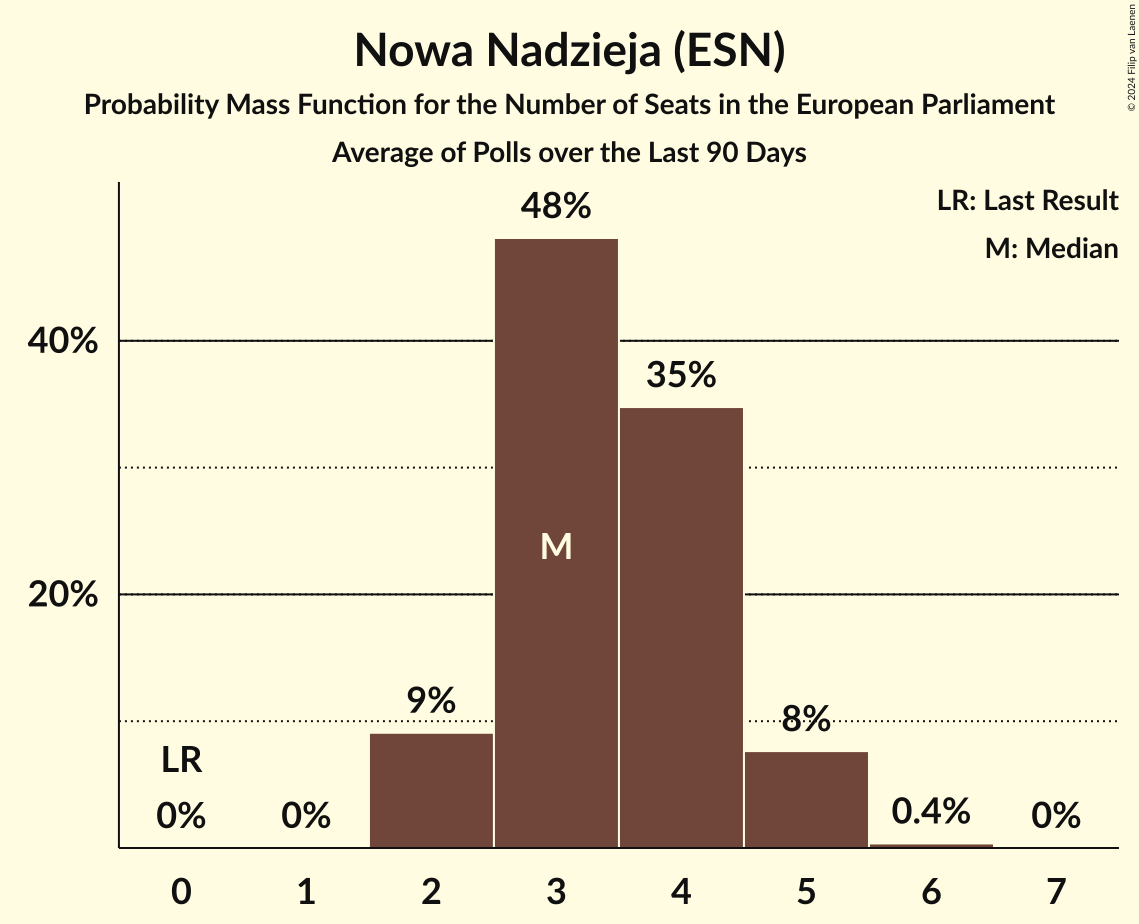 Nowa Nadzieja (ESN)
Probability Mass Function for the Number of Seats in the European Parliament
Average of Polls over the Last 90 Days
© 2024 Filip van Laenen
LR: Last Result
M: Median
48%
40%
35%
M
20%
9%
8%
LR
0%
0%
0.4%
0%
0 1 2 3 4 5 6 7